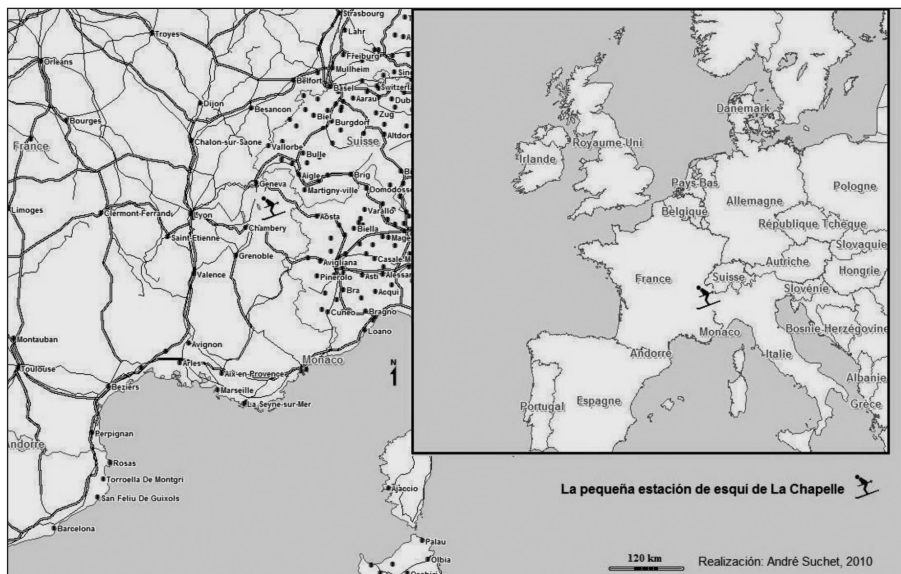 Strasbourg
Troyes
Lahr
Orleans
Freiburg
Mullheim
Sing
Belfort
Basel
Switzerl
Dijon
Besancon
Aarau
Dube
Bourges
Biel
Zug
Burgdorf
Chalon-sur-Saone
France
Vallorbe
Suisse
Altdorf
Bulle
Aigle
Brig
Geneva
Martigny-ville
Domodosso
Limoges
Clermont-Ferrand
Lyon
Aosta
Varallo
Chambery
Biella
Saint-Etienne
Mage
Grenoble
Avigliana
Casale-M
Valence
Pinerolo
Asti
Alessan
Bra
Acqui
Cuneo
Bragno
Loano
Montauban
Avignon
Monaco
N
Toulouse
Arles
Aix-en-Provence
Beziers
Marseille
La Seyne-sur-Mer
Perpignan
Andorre
Rosas
Torroella De Montgri
San Feliu De Guixols
Barcelona
Ajaccio
Palau
Olbia
Danemark
Royaume-Uni
Irlande
Pays-Bas
Pologne
Allemagne
Belgique
République Tchèque
Slovaquie
Autriche
France
Suisse
Hongrie
Slovénie
Monaco
Bosnie-Herzégovine
Andorre
Italie
Albanie
Portugal
Espagne
Grèce
La pequeña estación de esquí de La Chapelle
120 km
Realización: André Suchet, 2010